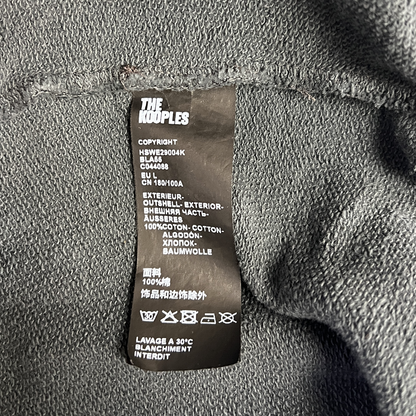 THE
KOOPLES
COPYRIGHT
HSWE29004K
BLA55
C044088
EU L
CN 180/100A
EXTERIEUR-
OUTSHELL- EXTERIOR-
ВНЕШНЯЯ ЧАСТЬ-
ÄUSSERES
100%COTON- COTTON-
ALGODÓN-
ХЛОПОК-
BAUMWOLLE
面料
100%棉
饰品和边饰除外
LAVAGE A 30°C
BLANCHIMENT
INTERDIT